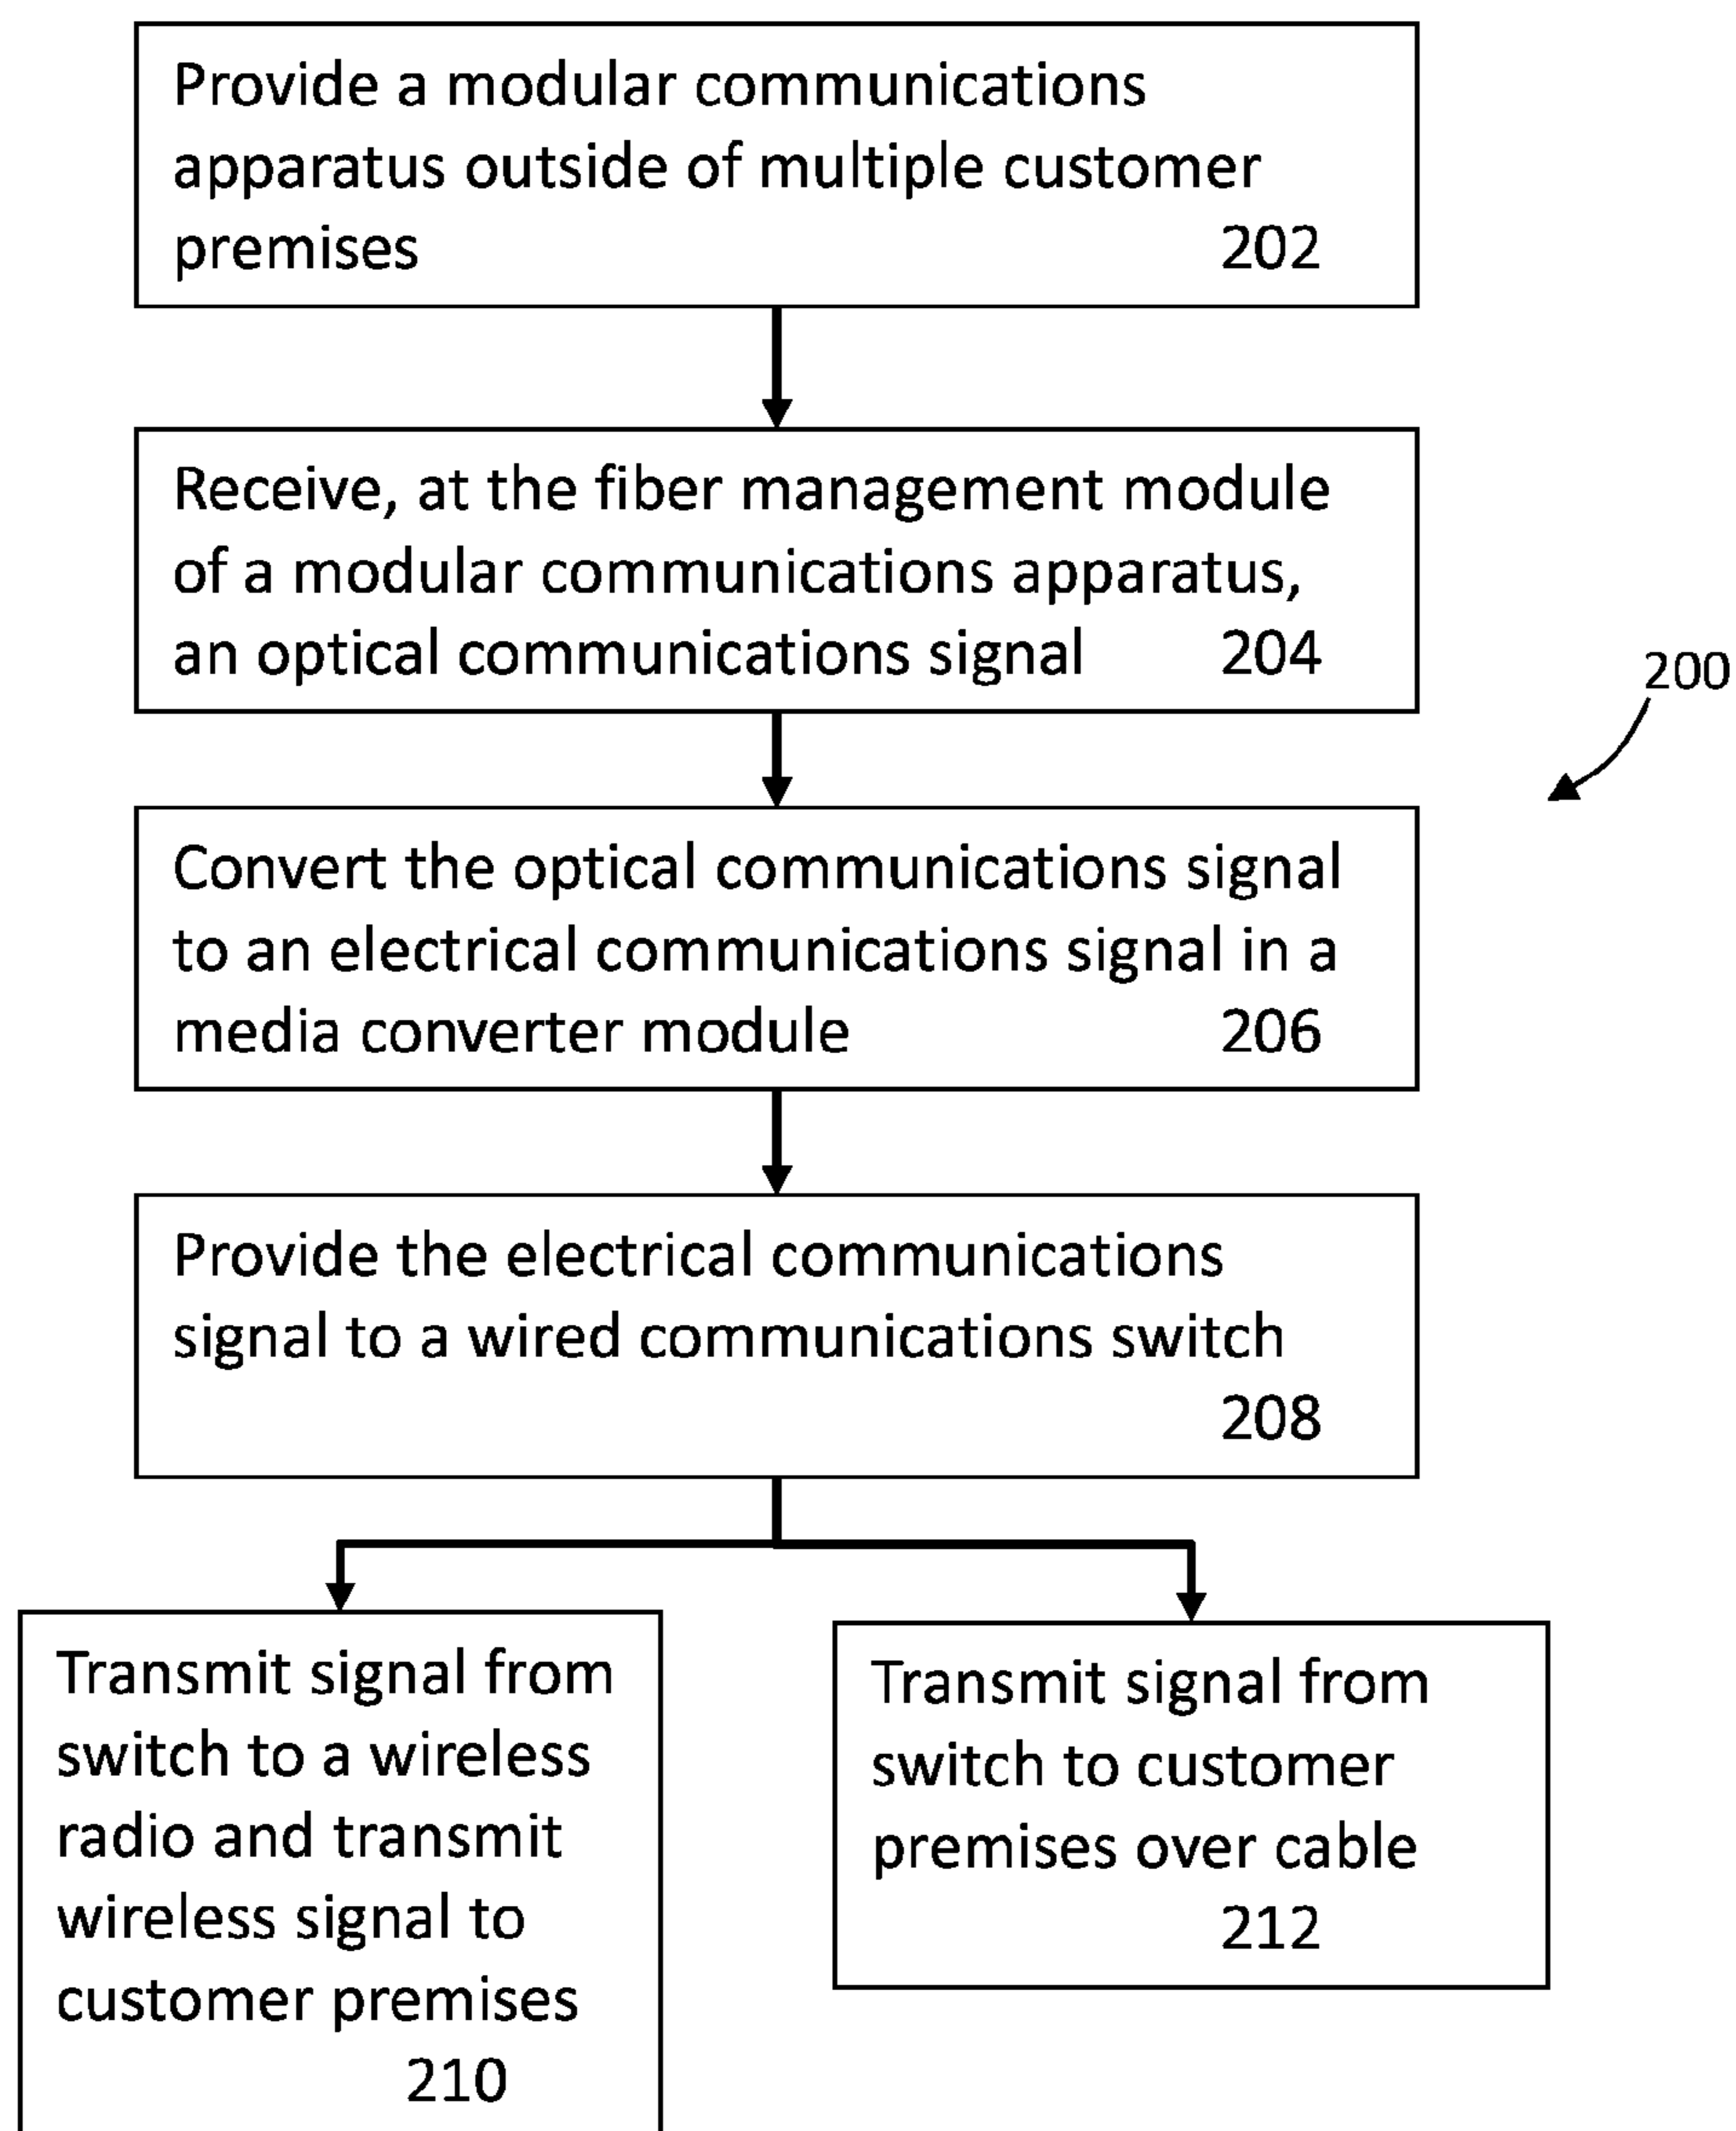 Provide a modular communications
apparatus outside of multiple customer
premises 202
Receive, at the fiber management module
of a modular communications apparatus,
an optical communications signal 204
200
Convert the optical communications signal
to an electrical communications signal in a
media converter module 206
Provide the electrical communications
signal to a wired communications switch
208
Transmit signal from
switch to a wireless
radio and transmit
wireless signal to
customer premises
210
Transmit signal from
switch to customer
premises over cable
212